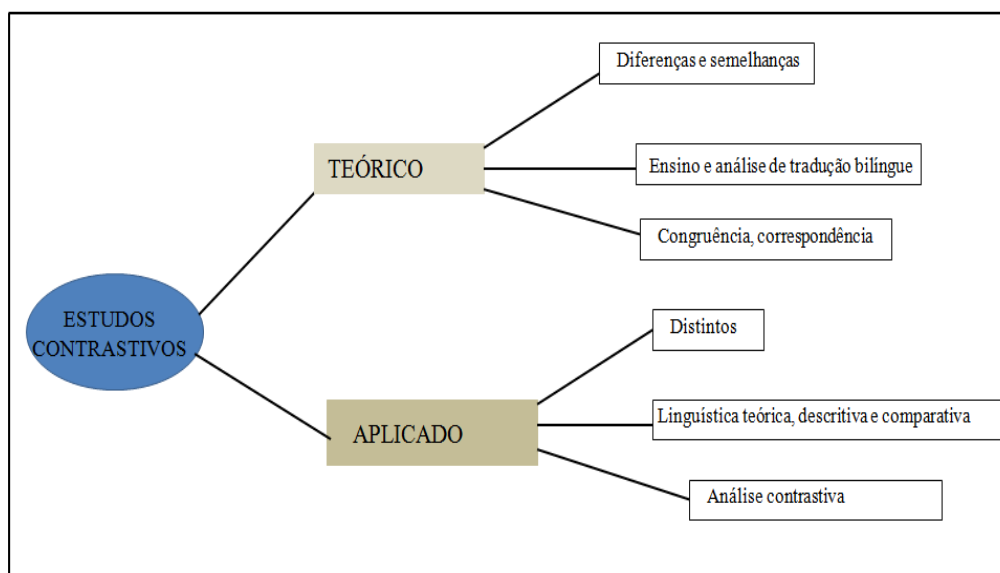 ESTUDOS
CONTRASTIVOS
TEÓRICO
Diferenças e semelhanças
Ensino e análise de tradução bilíngue
Congruência, correspondência
APLICADO
Distintos
Linguística teórica, descritiva e comparativa
Análise contrastiva